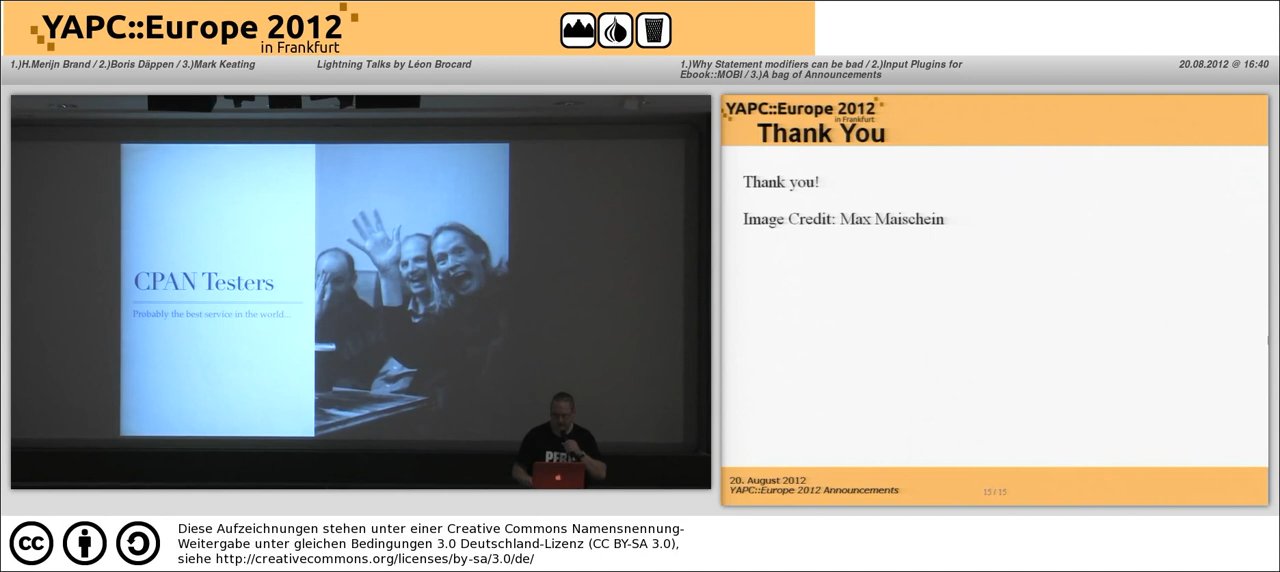 YAPC::Europe 2012
in Frankfurt
1.)H.Merijn Brand / 2.)Boris Däppen / 3.)Mark Keating
Lightning Talks by Léon Brocard
1.)Why Statement modifiers can be bad / 2.)Input Plugins for
Ebook::MOBI / 3.)A bag of Announcements
20.08.2012 @ 16:40
CPAN Testers
Probably the best service in the world...
PERL
YAPC::Europe 2012
in Frankfurt
Thank You
Thank you!
Image Credit: Max Maischein
20. August 2012
YAPC::Europe 2012 Announcements
15 / 15
cc
Diese Aufzeichnungen stehen unter einer Creative Commons Namensnennung-
Weitergabe unter gleichen Bedingungen 3.0 Deutschland-Lizenz (CC BY-SA 3.0),
siehe http://creativecommons.org/licenses/by-sa/3.0/de/